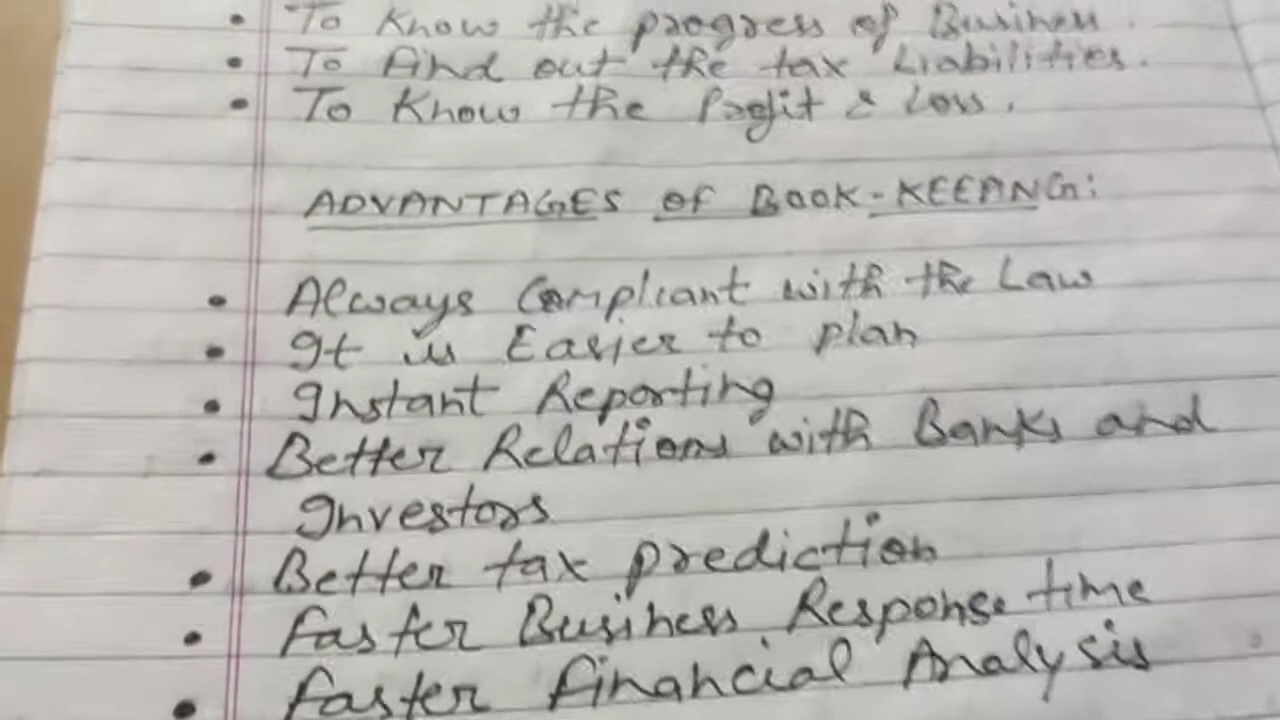 • To Know the progress of Business.
• To find out the tax Liabilities.
• To Know the Profit & Loss.
ADVANTAGES OF BOOK-KEEPING:
• Always Compliant with the Law
• It is Easier to plan
• Instant Reporting
• Better Relations with Banks and
Investors
• Better tax prediction
• Faster Business Response time
• Faster Financial Analysis